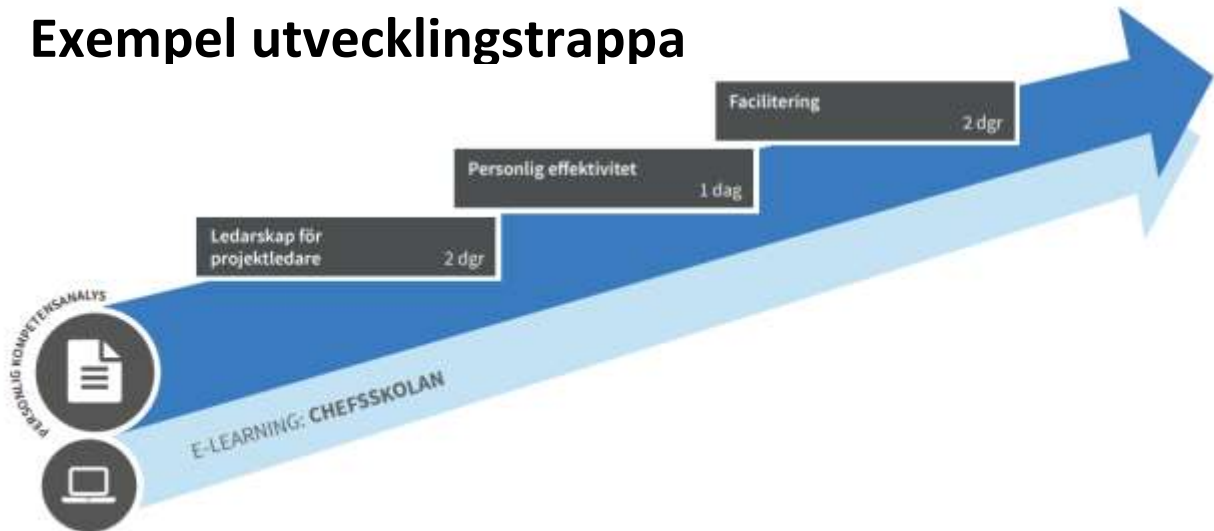 Exempel utvecklingstrappa
Facilitering
2 dgr
Personlig effektivitet
1 dag
Ledarskap för
projektledare 2 dgr
PERSONLIG KOMPETENSANALYS
E-LEARNING: CHEFSSKOLAN